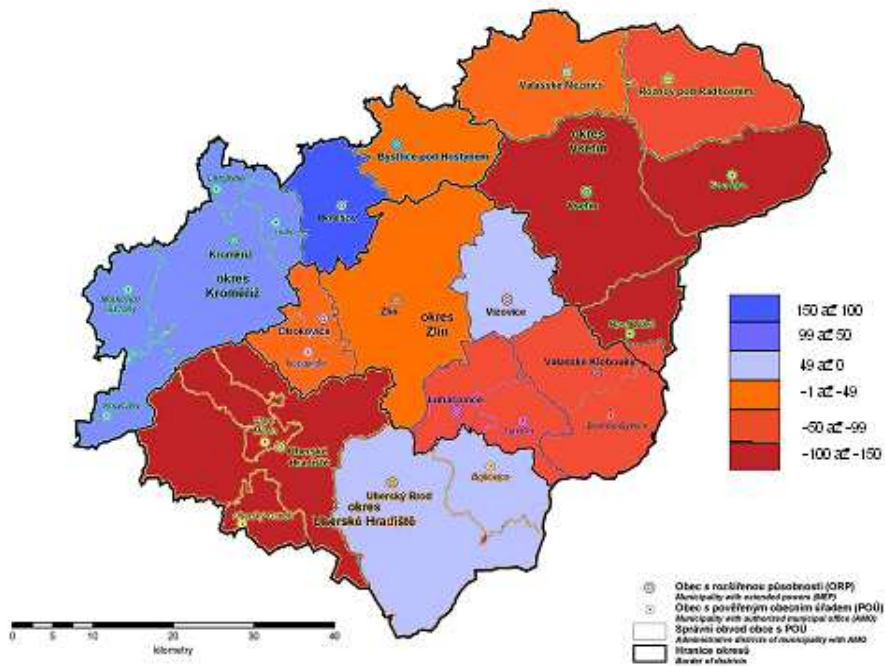 Valašské Meziříčí
Rožnov pod Radhoštěm
okres
Vsetín
Bystřice pod Hostýnem
Vsetín
Holešov
Kroměříž
okres
Kroměříž
Vizovice
Zlín
okres
Zlín
Otrokovice
Valašské Klobouky
Luhačovice
Uherské
Hradiště
Uherský Brod
okres
Uherské Hradiště
150 až 100
99 až 50
49 až 0
-1 až -49
-50 až -99
-100 až -150
Obec s rozšířenou působností (ORP)
Municipality with extended powers (MEP)
Obec s pověřeným obecním úřadem (POÚ)
Municipality with authorized municipal office (AMO)
Správní obvod obce s POÚ
Administrative districts of municipality with AMO
Hranice okresů
Border of districts
0 5 10 20 30 40
kilometry